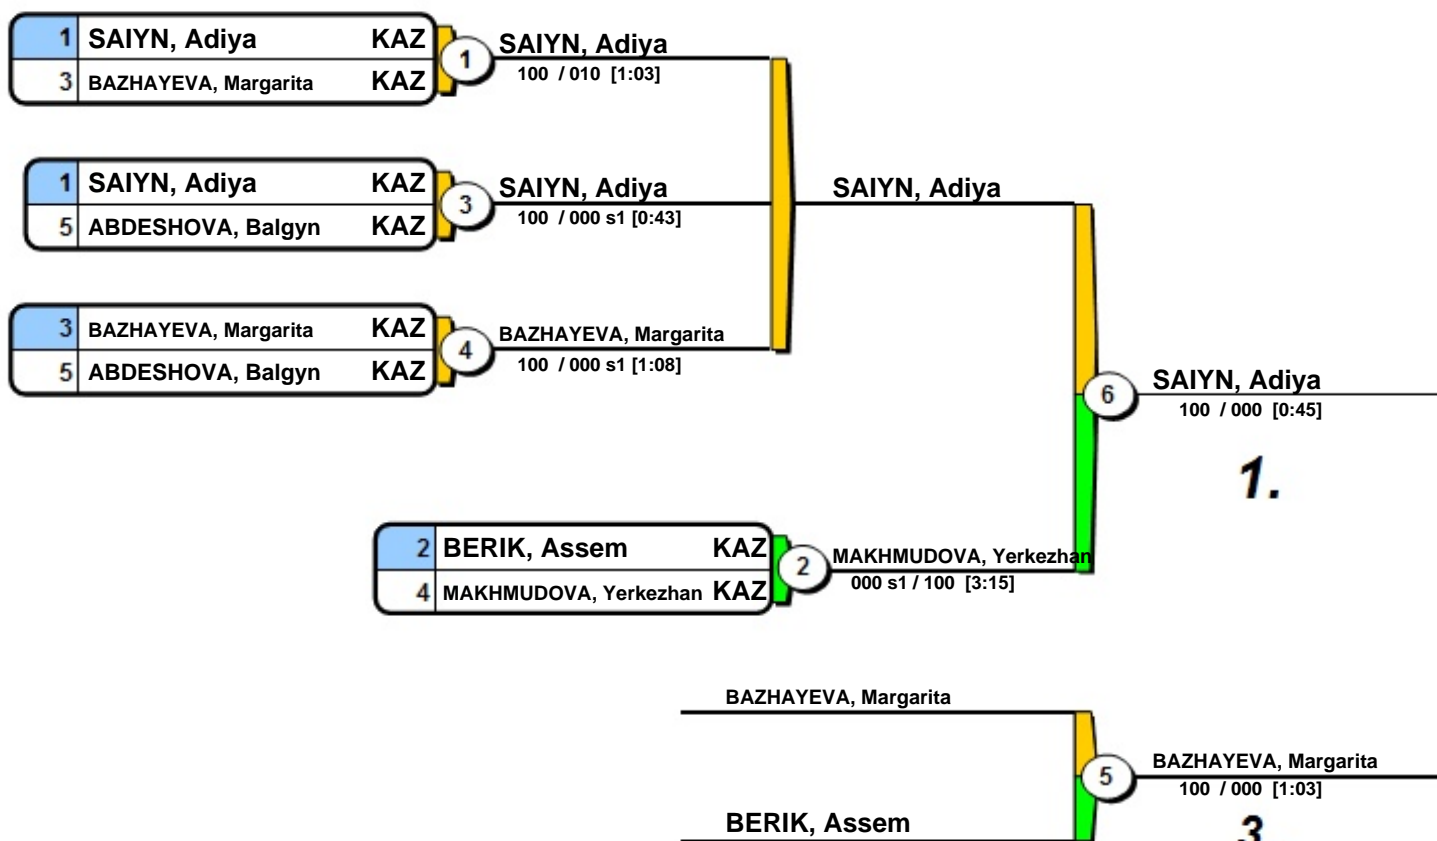 1 SAIYN, Adiya KAZ
3 BAZHAYEVA, Margarita KAZ
1
SAIYN, Adiya
100 / 010 [1:03]
1 SAIYN, Adiya KAZ
5 ABDESHOVA, Balgyn KAZ
3
SAIYN, Adiya
100 / 000 s1 [0:43]
SAIYN, Adiya
3 BAZHAYEVA, Margarita KAZ
5 ABDESHOVA, Balgyn KAZ
4
BAZHAYEVA, Margarita
100 / 000 s1 [1:08]
6
SAIYN, Adiya
100 / 000 [0:45]
1.
2 BERIK, Assem KAZ
4 MAKHMUDOVA, Yerkezhan KAZ
2
MAKHMUDOVA, Yerkezhan
000 s1 / 100 [3:15]
BAZHAYEVA, Margarita
5
BAZHAYEVA, Margarita
100 / 000 [1:03]
BERIK, Assem
3